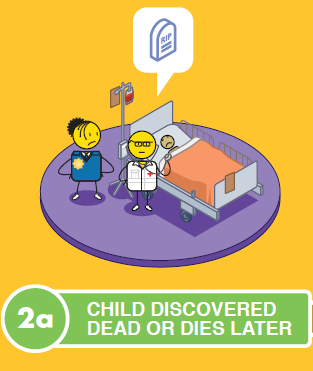 RIP
2a
CHILD DISCOVERED
DEAD OR DIES LATER